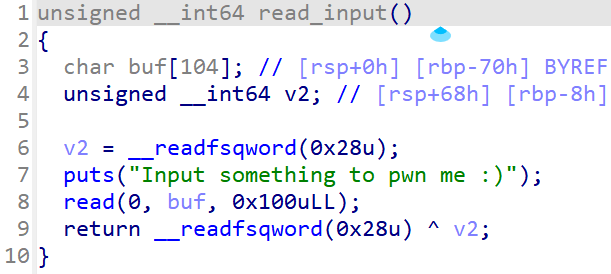 1 unsigned __int64 read_input()
2 {
3 char buf[104]; // [rsp+0h] [rbp-70h] BYREF
4 unsigned __int64 v2; // [rsp+68h] [rbp-8h]
5
6 v2 = __readfsqword(0x28u);
7 puts("Input something to pwn me :)");
8 read(0, buf, 0x100uLL);
9 return __readfsqword(0x28u) ^ v2;
10 }